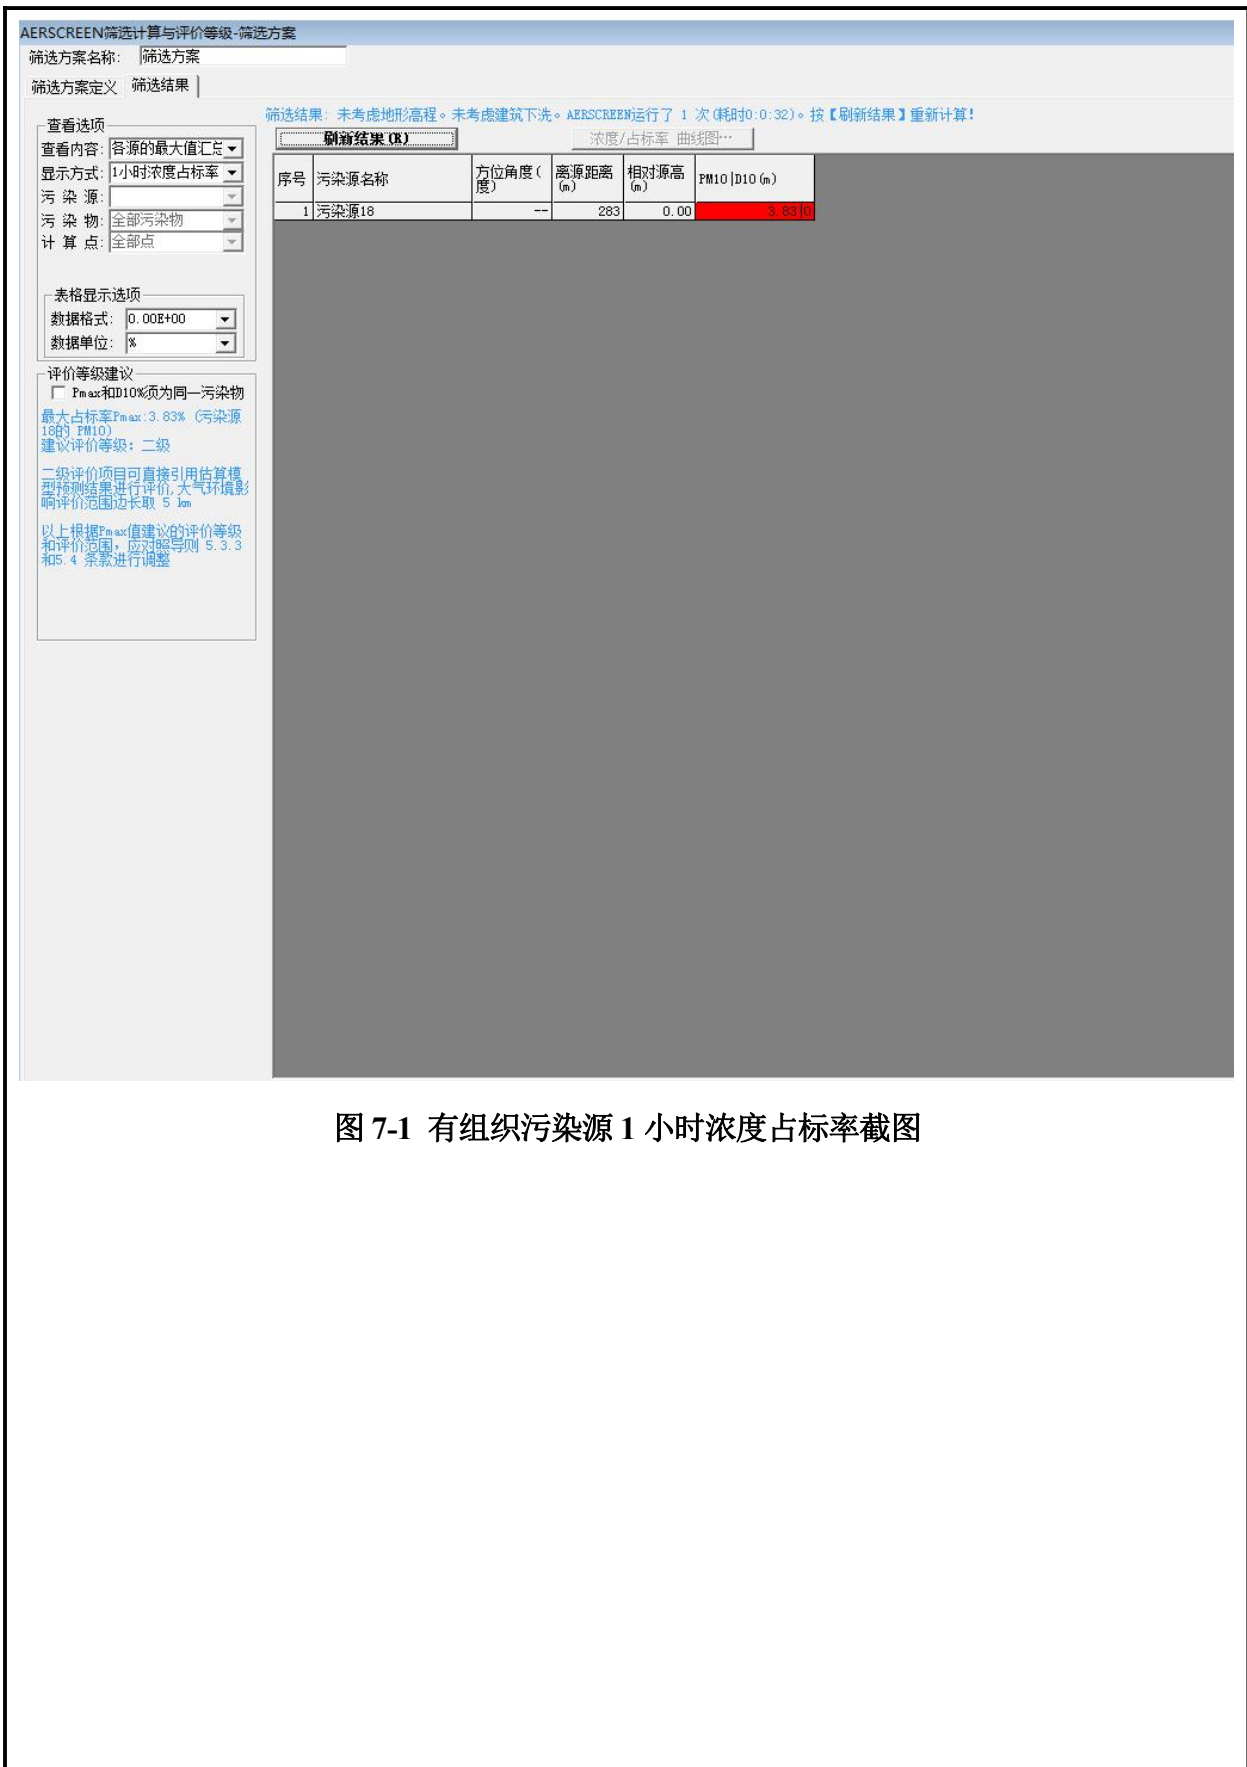 AERSCREEN筛选计算与评价等级-筛选方案
筛选方案名称: 筛选方案
筛选方案定义 筛选结果
筛选结果: 未考虑地形高程。未考虑建筑下洗。AERSCREEN运行了 1 次(耗时0:0:32)。按【刷新结果】重新计算!
查看选项
查看内容: 各源的最大值汇总
显示方式: 1小时浓度占标率
污 染 源:
污 染 物: 全部污染物
计 算 点: 全部点
刷新结果(R)
浓度/占标率 曲线图…
序号 污染源名称 方位角度(度) 离源距离(m) 相对源高(m) PM10|D10(m)
1 污染源18 -- 283 0.00 3.83|0
表格显示选项
数据格式: 0.00E+00
数据单位: %
评价等级建议
Pmax和D10%须为同一污染物
最大占标率Pmax:3.83% (污染源
18的 PM10)
建议评价等级: 二级
二级评价项目可直接引用估算模
型预测结果进行评价,大气环境影
响评价范围边长取 5 km
以上根据Pmax值建议的评价等级
和评价范围, 应对照导则 5.3.3
和5.4 条款进行调整
图 7-1 有组织污染源 1 小时浓度占标率截图